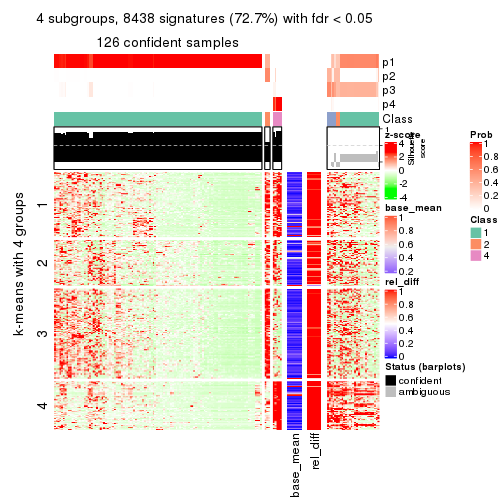 4 subgroups, 8438 signatures (72.7%) with fdr < 0.05
126 confident samples
p1
p2
p3
p4
Class
1
0
Silhouette
score
k-means with 4 groups
1
2
3
4
base_mean
rel_diff
z-score
4
2
0
-2
-4
base_mean
1
0.8
0.6
0.4
0.2
rel_diff
1
0.8
0.6
0.4
0.2
0
Status (barplots)
confident
ambiguous
Prob
1
0.8
0.6
0.4
0.2
0
Class
1
2
4